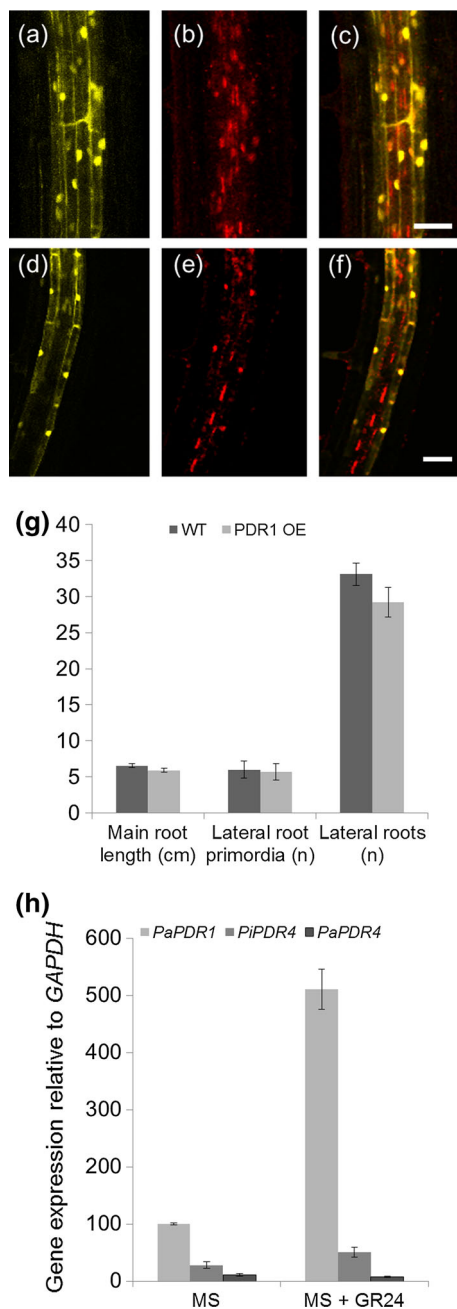 (a) (b) (c)
(d) (e) (f)
(g)
WT PDR1 OE
40
35
30
25
20
15
10
5
0
Main root length (cm)
Lateral root primordia (n)
Lateral roots (n)
(h)
PaPDR1 PiPDR4 PaPDR4
Gene expression relative to GAPDH
600
500
400
300
200
100
0
MS MS + GR24